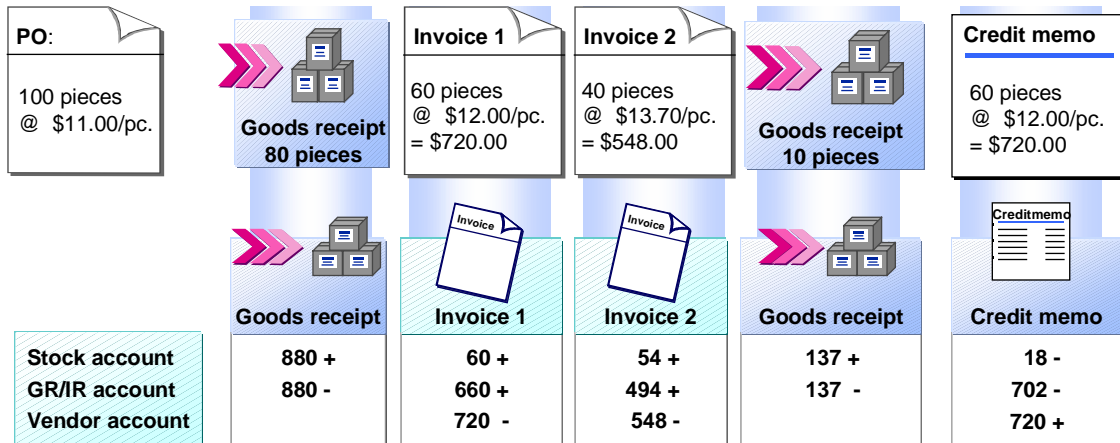 PO:
100 pieces
@ $11.00/pc.
Goods receipt
80 pieces
Invoice 1
60 pieces
@ $12.00/pc.
= $720.00
Invoice 2
40 pieces
@ $13.70/pc.
= $548.00
Goods receipt
10 pieces
Credit memo
60 pieces
@ $12.00/pc.
= $720.00
Invoice
Invoice
Creditmemo
Goods receipt
Invoice 1
Invoice 2
Goods receipt
Credit memo
Stock account 880 + 60 + 54 + 137 + 18 -
GR/IR account 880 - 660 + 494 + 137 - 702 -
Vendor account 720 - 548 - 720 +